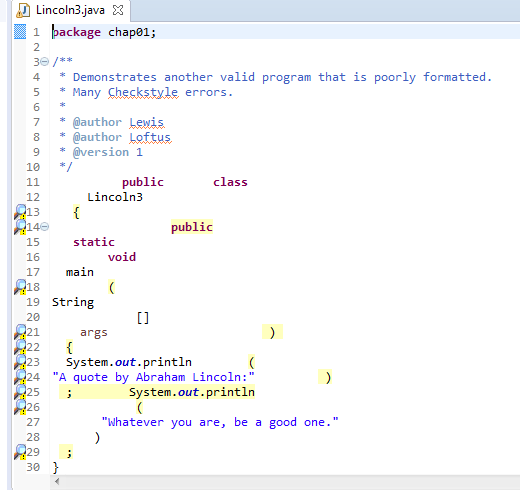 Lincoln3.java
1 package chap01;
2
3 /**
4 * Demonstrates another valid program that is poorly formatted.
5 * Many Checkstyle errors.
6 *
7 * @author Lewis
8 * @author Loftus
9 * @version 1
10 */
11 public class
12 Lincoln3
13 {
14 public
15 static
16 void
17 main
18 (
19 String
20 []
21 args )
22 {
23 System.out.println (
24 "A quote by Abraham Lincoln:" )
25 ; System.out.println
26 (
27 "Whatever you are, be a good one."
28 )
29 ;
30 }